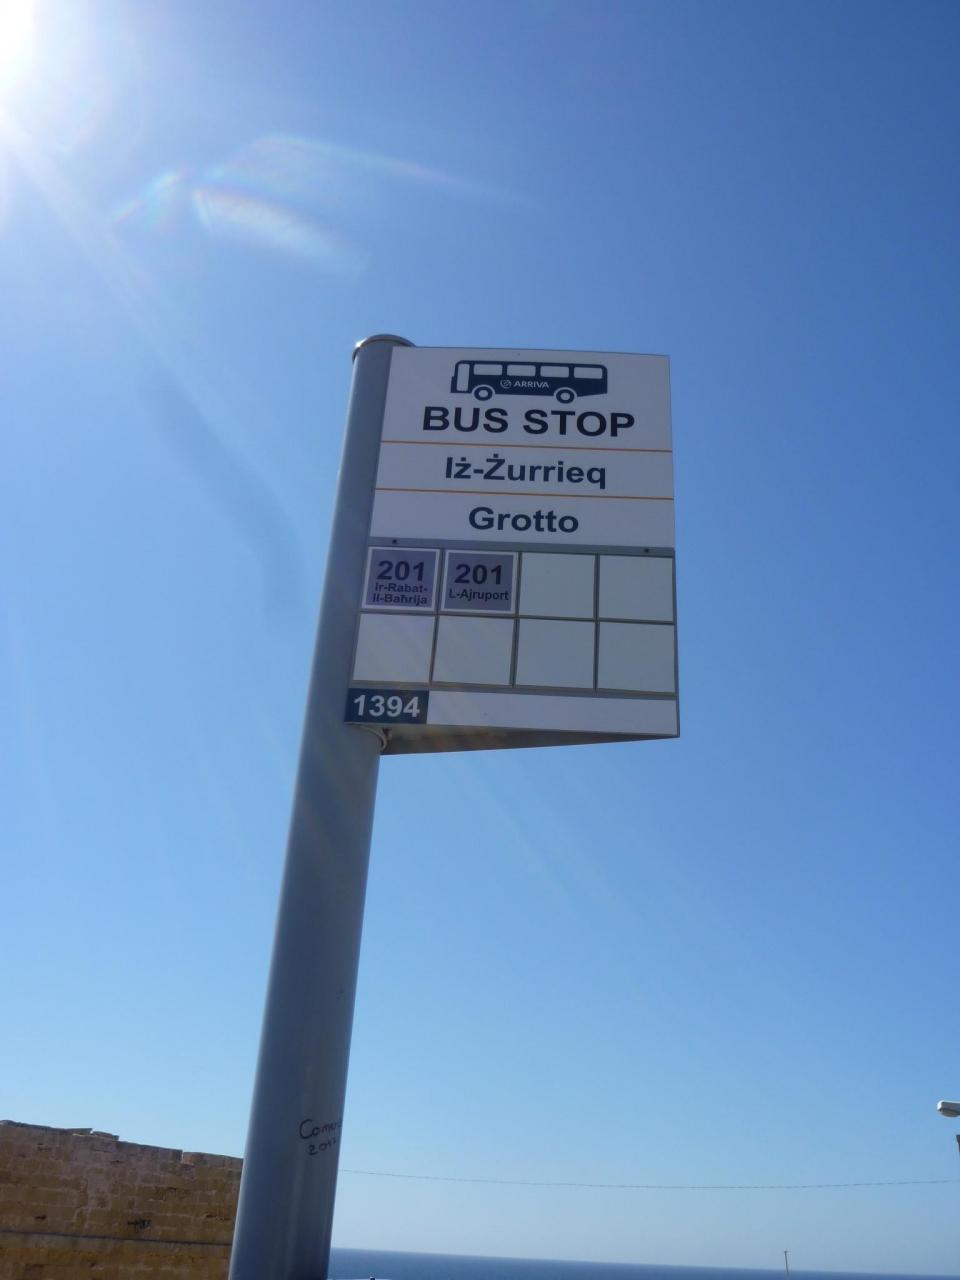 ARRIVA
BUS STOP
Iż-Żurrieq
Grotto
201
Ir-Rabat-
Il-Baħrija
201
L-Ajruport
1394